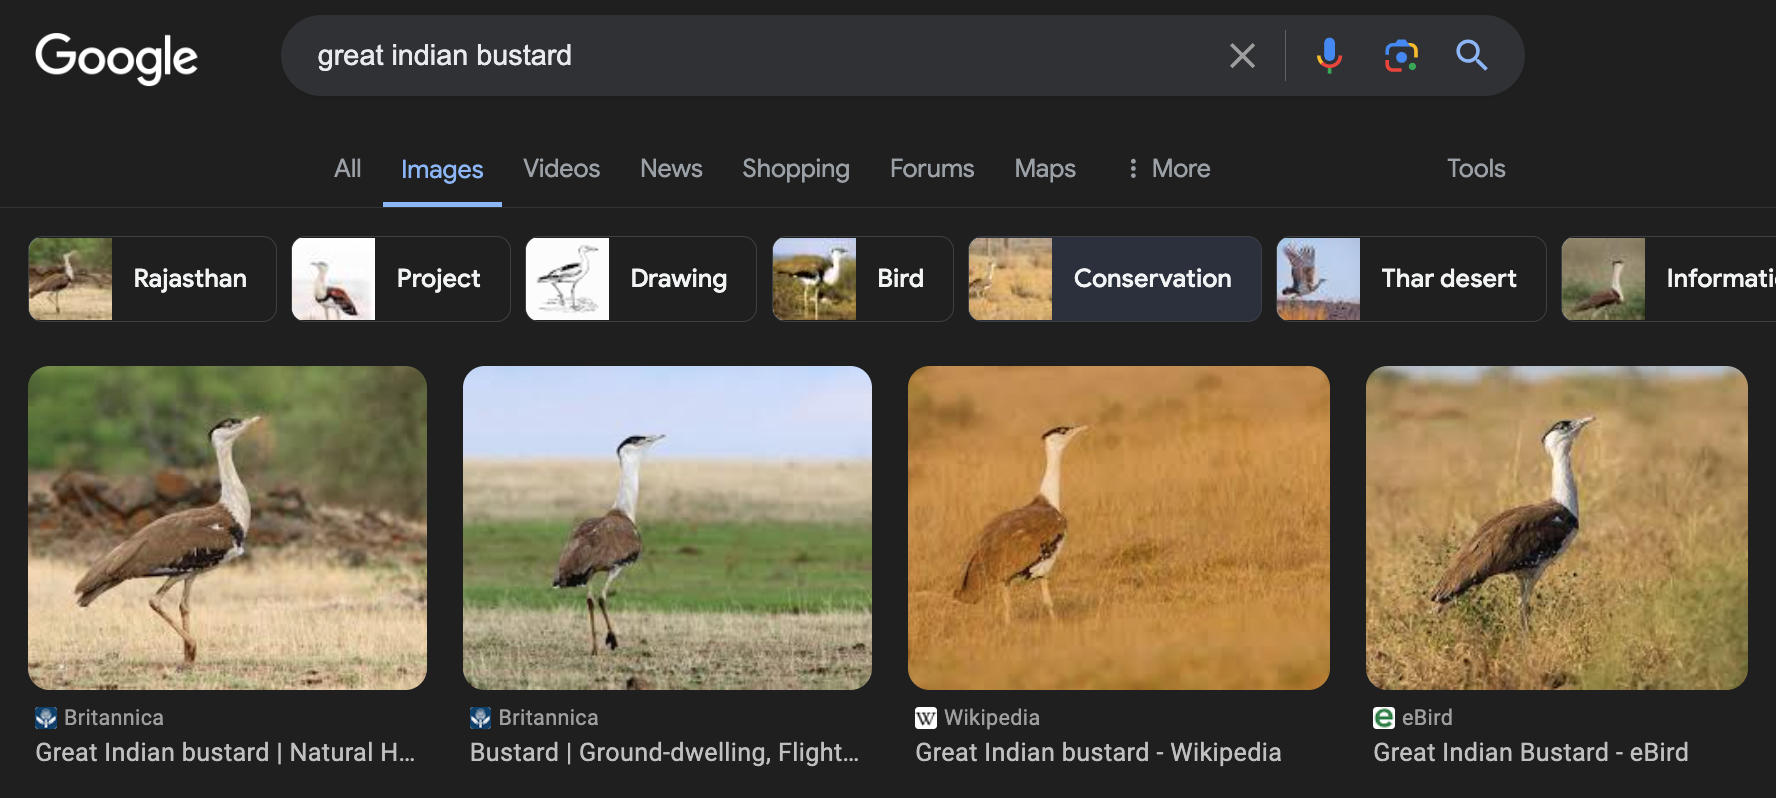 Google
great indian bustard
All Images Videos News Shopping Forums Maps More Tools
Rajasthan Project Drawing Bird Conservation Thar desert Informati
Britannica
Great Indian bustard | Natural H...
Britannica
Bustard | Ground-dwelling, Flight...
Wikipedia
Great Indian bustard - Wikipedia
eBird
Great Indian Bustard - eBird